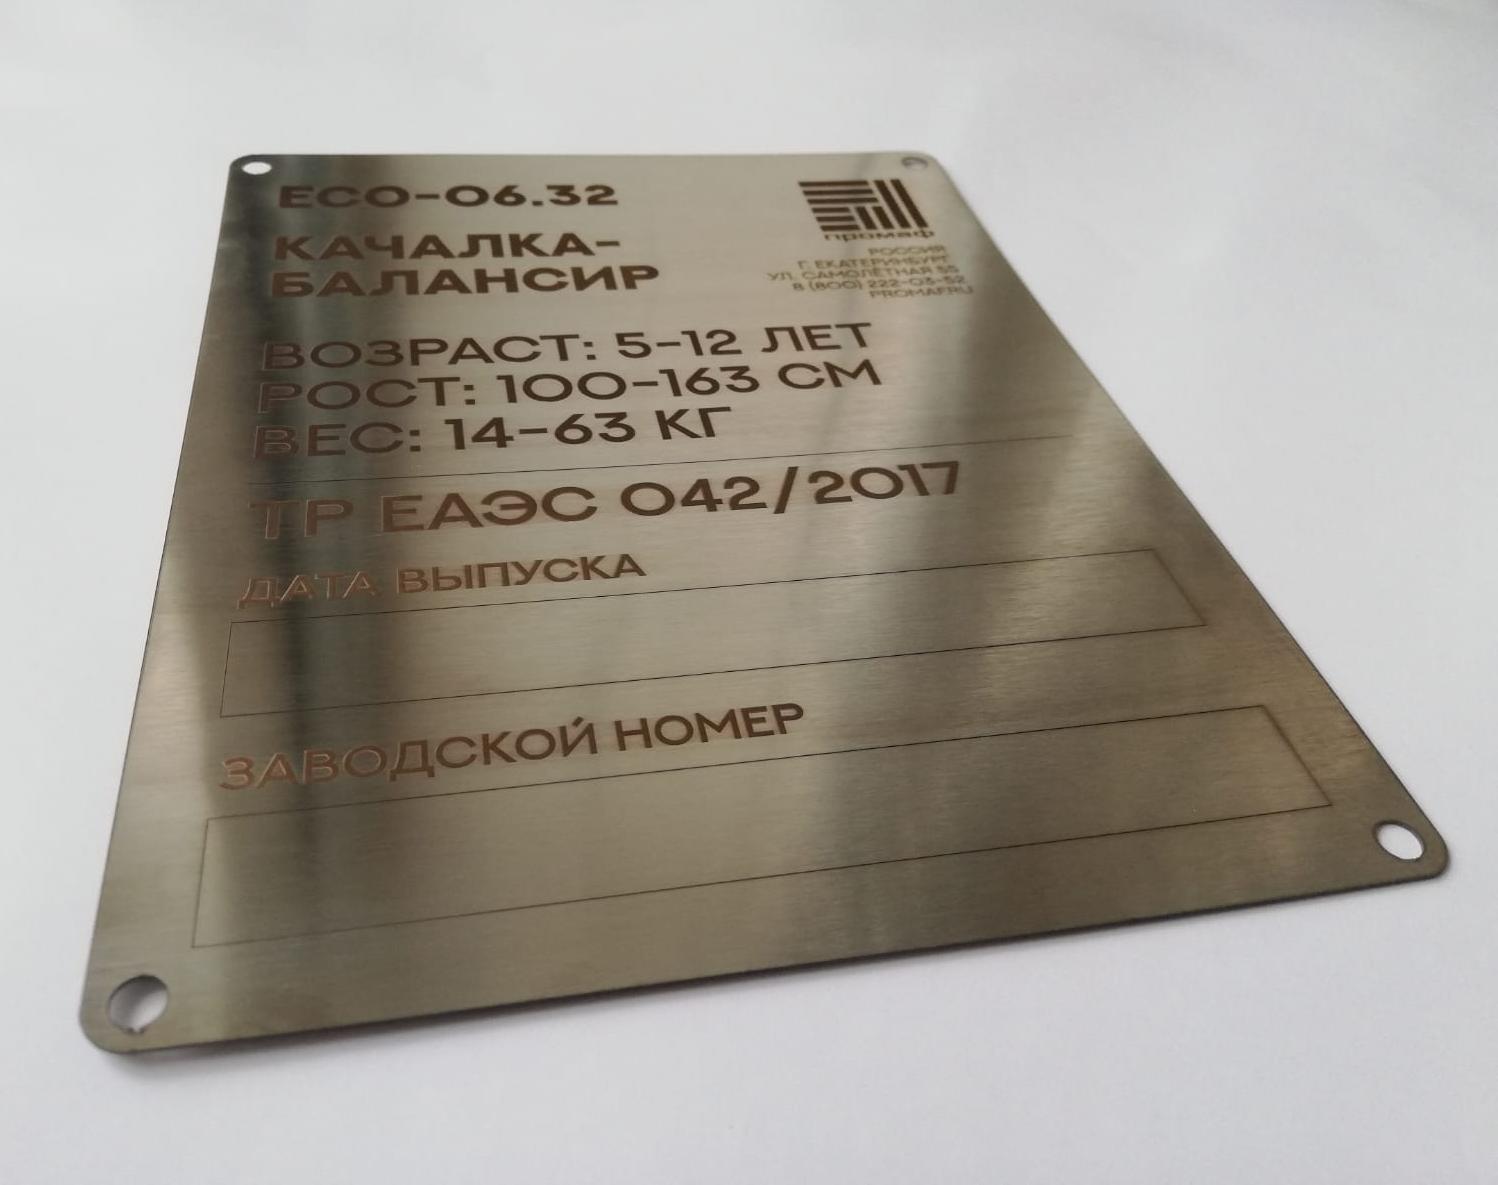 ECO-06.32
КАЧАЛКА-
БАЛАНСИР
промаф
РОССИЯ
Г. ЕКАТЕРИНБУРГ
УЛ. САМОЛЁТНАЯ 55
8 (800) 222-03-52
PROMAF.RU
ВОЗРАСТ: 5-12 ЛЕТ
РОСТ: 100-163 СМ
ВЕС: 14-63 КГ
ТР ЕАЭС 042/2017
ДАТА ВЫПУСКА
ЗАВОДСКОЙ НОМЕР